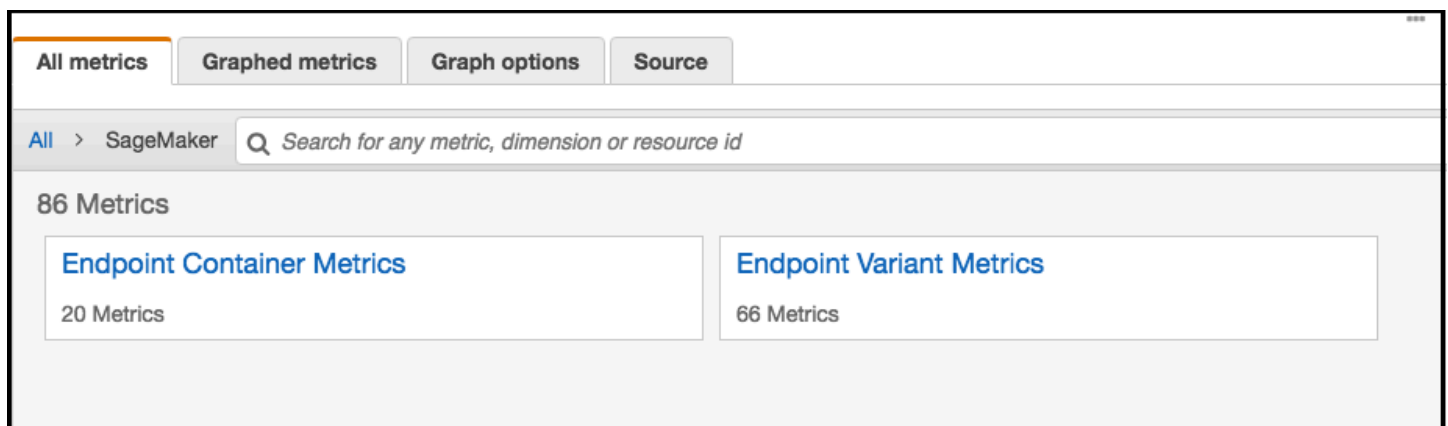 All metrics Graphed metrics Graph options Source
All > SageMaker Search for any metric, dimension or resource id
86 Metrics
Endpoint Container Metrics Endpoint Variant Metrics
20 Metrics 66 Metrics